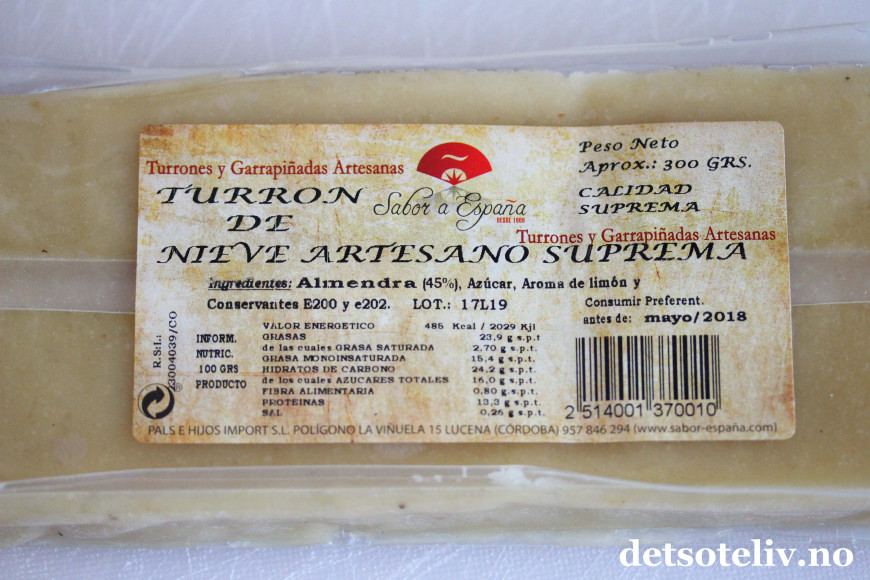 Turrones y Garrapiñadas Artesanas
Sabor a España
DESDE 1880
Peso Neto
Aprox.: 300 GRS.
CALIDAD
SUPREMA
TURRON
DE
NIEVE ARTESANO SUPREMA
Turrones y Garrapiñadas Artesanas
Ingredientes: Almendra (45%), Azúcar, Aroma de limón y
Conservantes E200 y e202. LOT.: 17L19
Consumir Preferent.
antes de: mayo/2018
R.S.I.:
23004039/CO
INFORM.
NUTRIC.
100 GRS
PRODUCTO
VALOR ENERGETICO 485 Kcal / 2029 Kjl
GRASAS 23,9 g s.p.t
de las cuales GRASA SATURADA 2,70 g s.p.t.
GRASA MONOINSATURADA 15,4 g s.p.t.
HIDRATOS DE CARBONO 24,2 g s.p.t.
de los cuales AZUCARES TOTALES 16,0 g s.p.t.
FIBRA ALIMENTARIA 0,80 g s.p.t.
PROTEINAS 13,3 g s.p.t.
SAL 0,26 g s.p.t.
2 514001 370010
PALS E HIJOS IMPORT S.L. POLÍGONO LA VIÑUELA 15 LUCENA (CÓRDOBA) 957 846 294 (www.sabor-españa.com)
detsoteliv.no